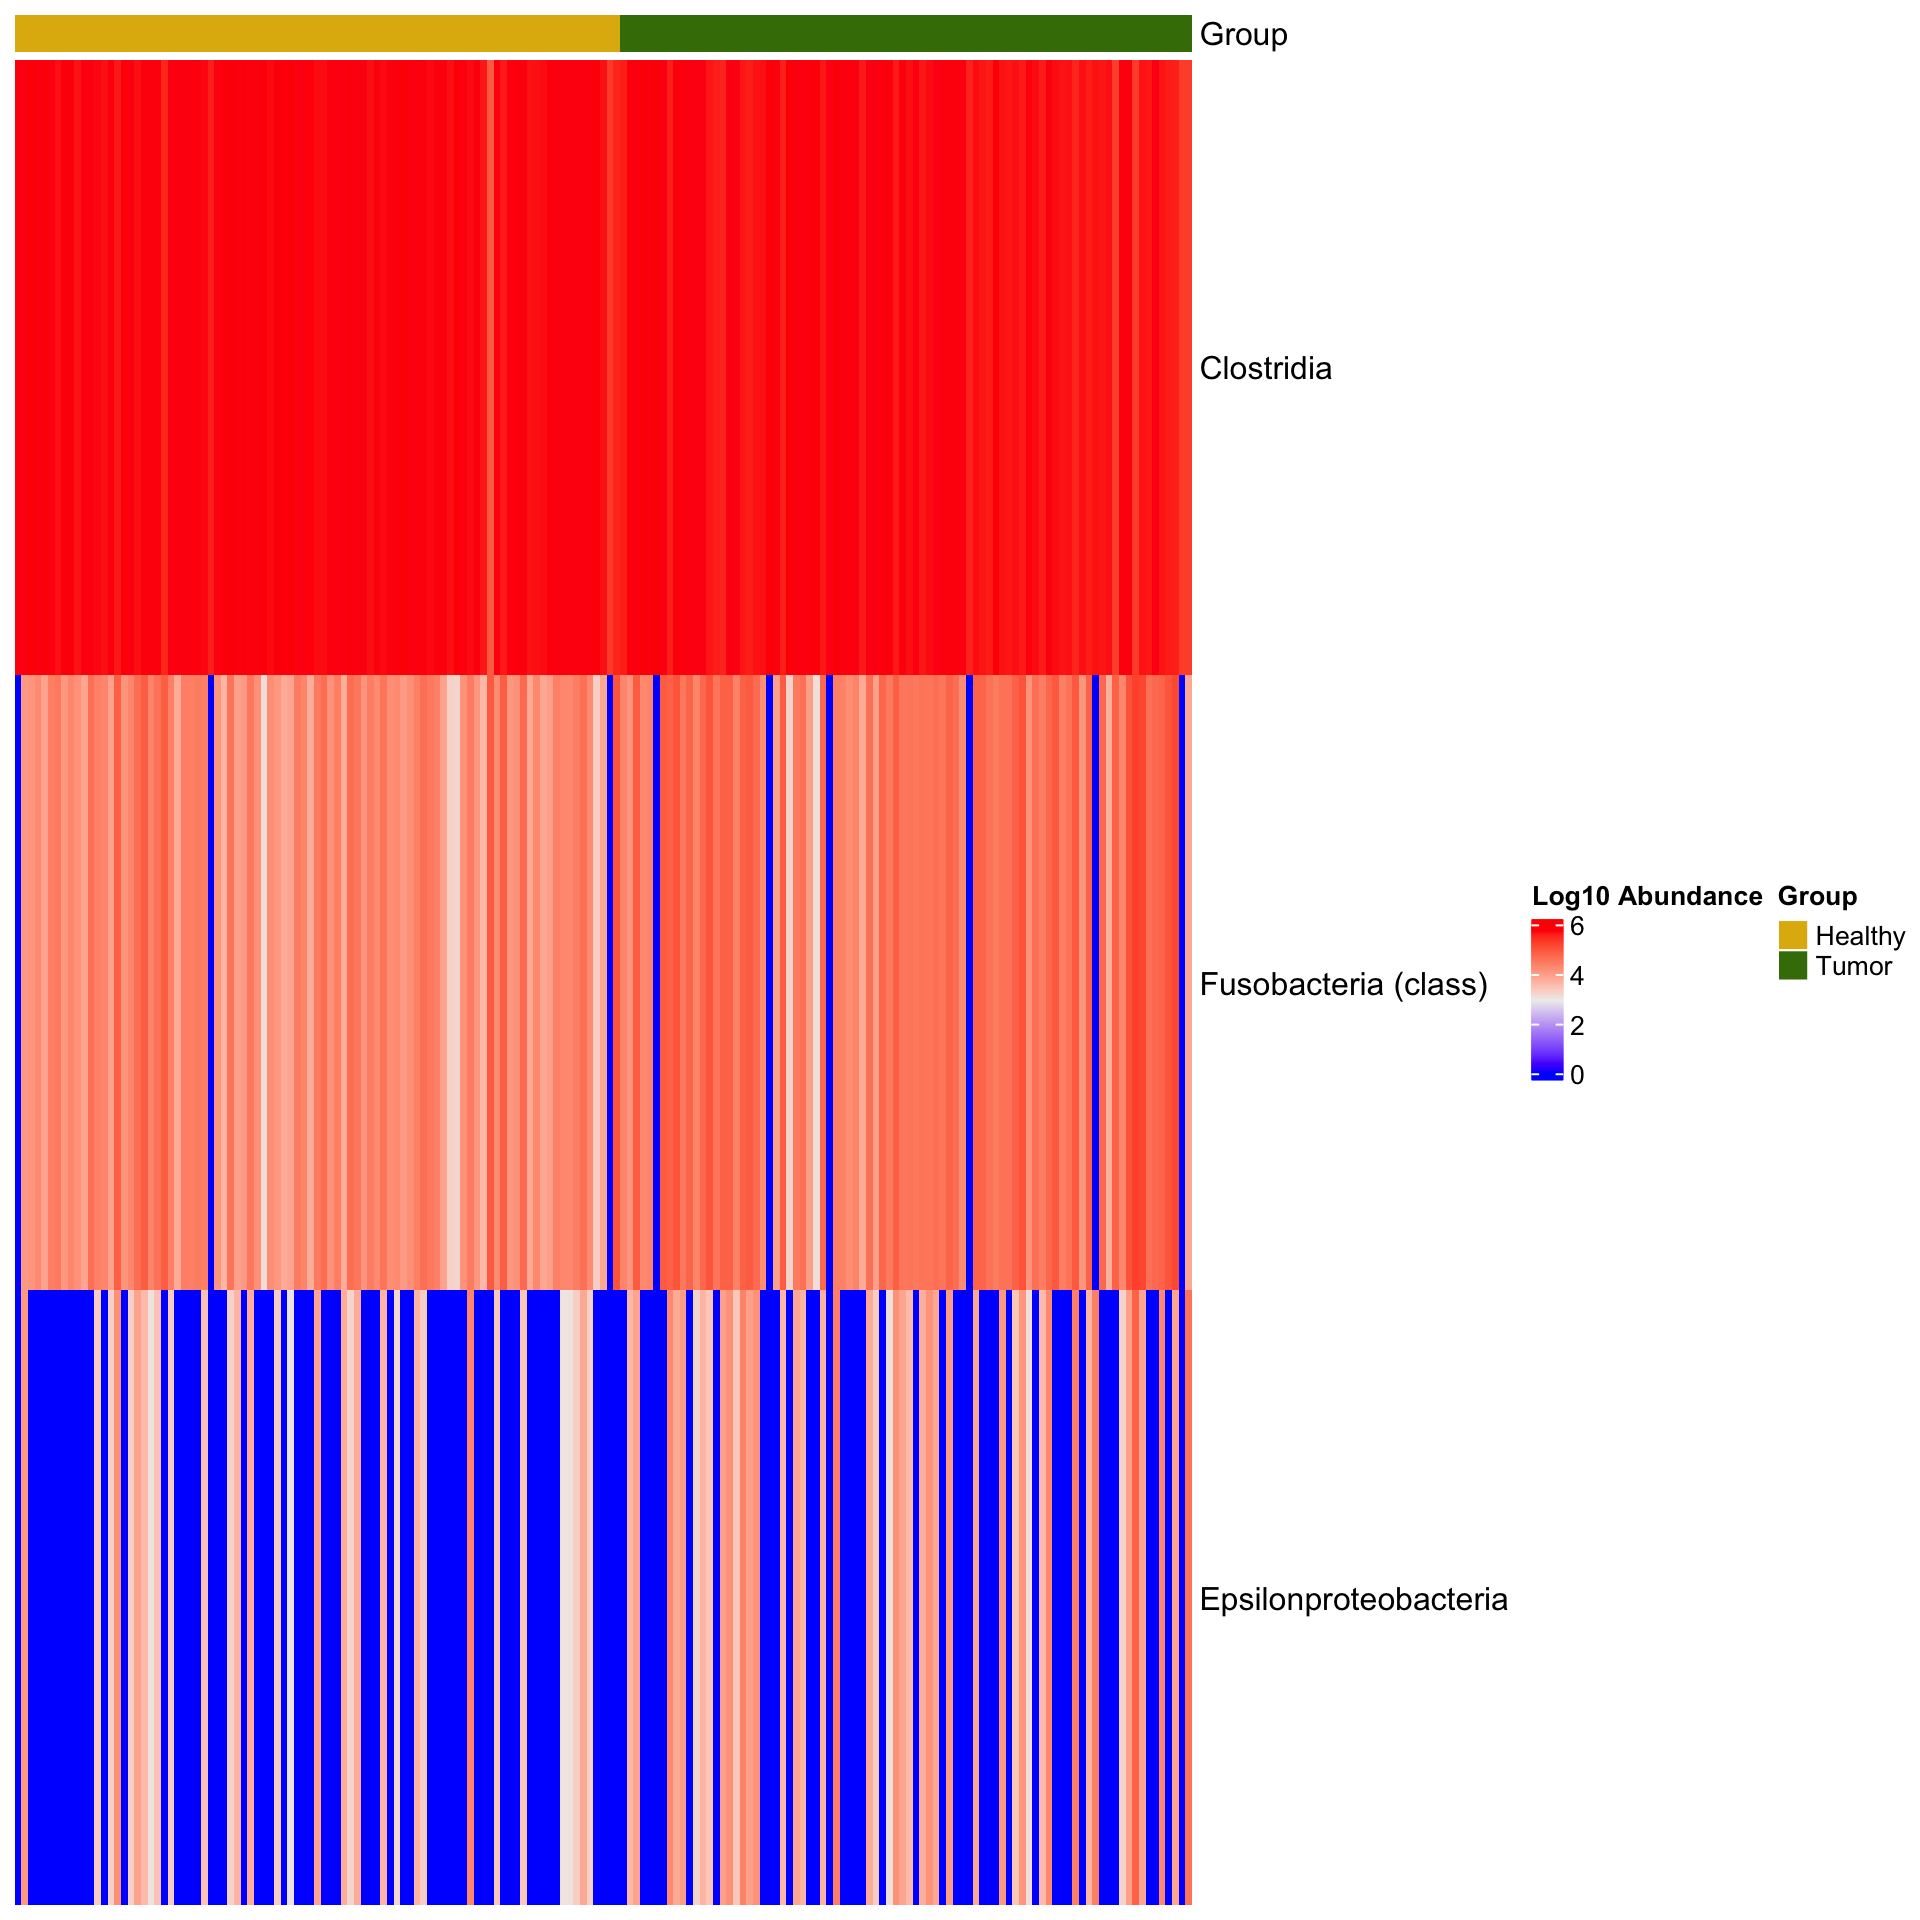 Group
Clostridia
Fusobacteria (class)
Epsilonproteobacteria
Log10 Abundance
6
4
2
0
Group
Healthy
Tumor